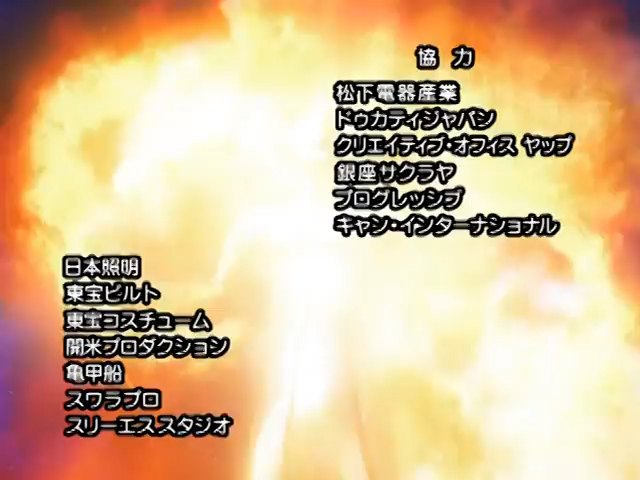 協力
松下電器産業
ドゥカティジャパン
クリエイティブ・オフィス ヤップ
銀座サクラヤ
プログレッシブ
キャン・インターナショナル
日本照明
東宝ビルト
東宝コスチューム
開米プロダクション
亀甲船
スワラプロ
スリーエススタジオ